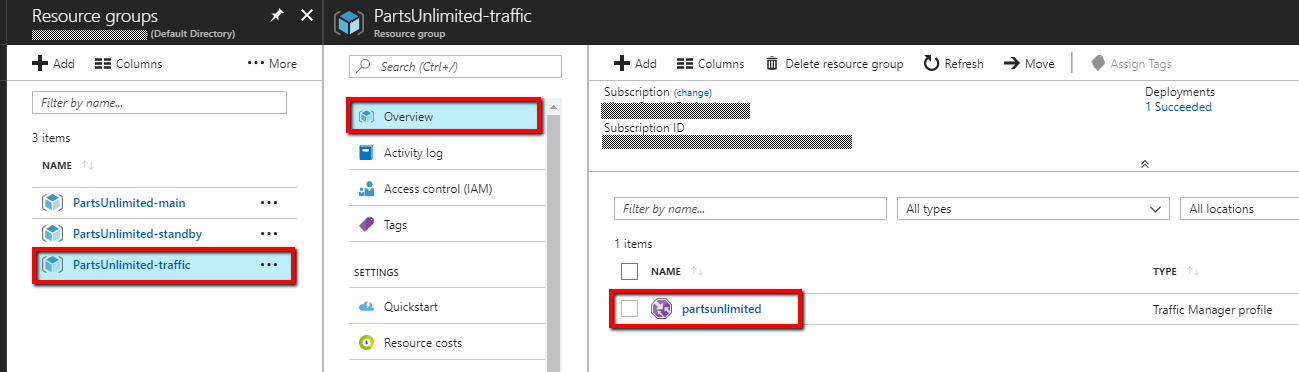 Resource groups
(Default Directory)
Add Columns ••• More
Filter by name...
3 items
NAME
PartsUnlimited-main •••
PartsUnlimited-standby •••
PartsUnlimited-traffic •••
PartsUnlimited-traffic
Resource group
Search (Ctrl+/)
Overview
Activity log
Access control (IAM)
Tags
SETTINGS
Quickstart
Resource costs
Add Columns Delete resource group Refresh Move Assign Tags
Subscription (change)
Subscription ID
Deployments
1 Succeeded
Filter by name... All types All locations
1 items
NAME TYPE
partsunlimited Traffic Manager profile